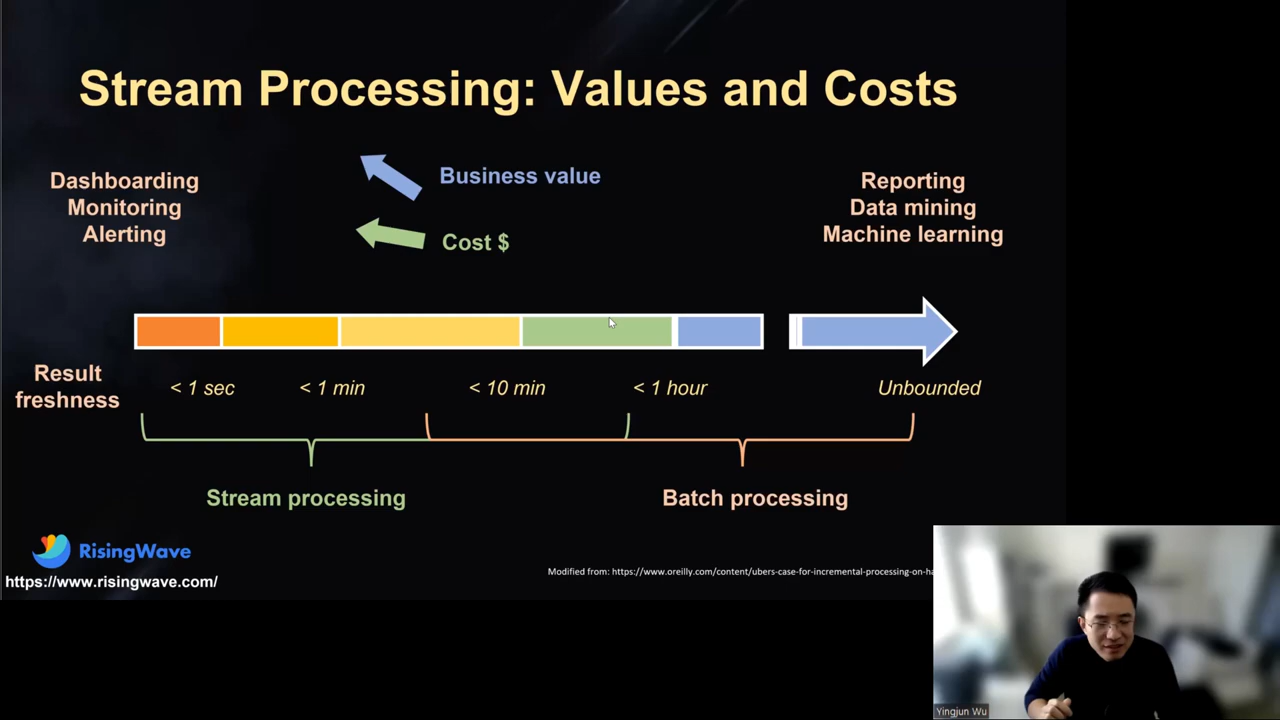 Stream Processing: Values and Costs
Dashboarding
Monitoring
Alerting
Business value
Cost $
Reporting
Data mining
Machine learning
Result
freshness
< 1 sec
< 1 min
< 10 min
< 1 hour
Unbounded
Stream processing
Batch processing
RisingWave
https://www.risingwave.com/
Modified from: https://www.oreilly.com/content/ubers-case-for-incremental-processing-on-ha
Yingjun Wu